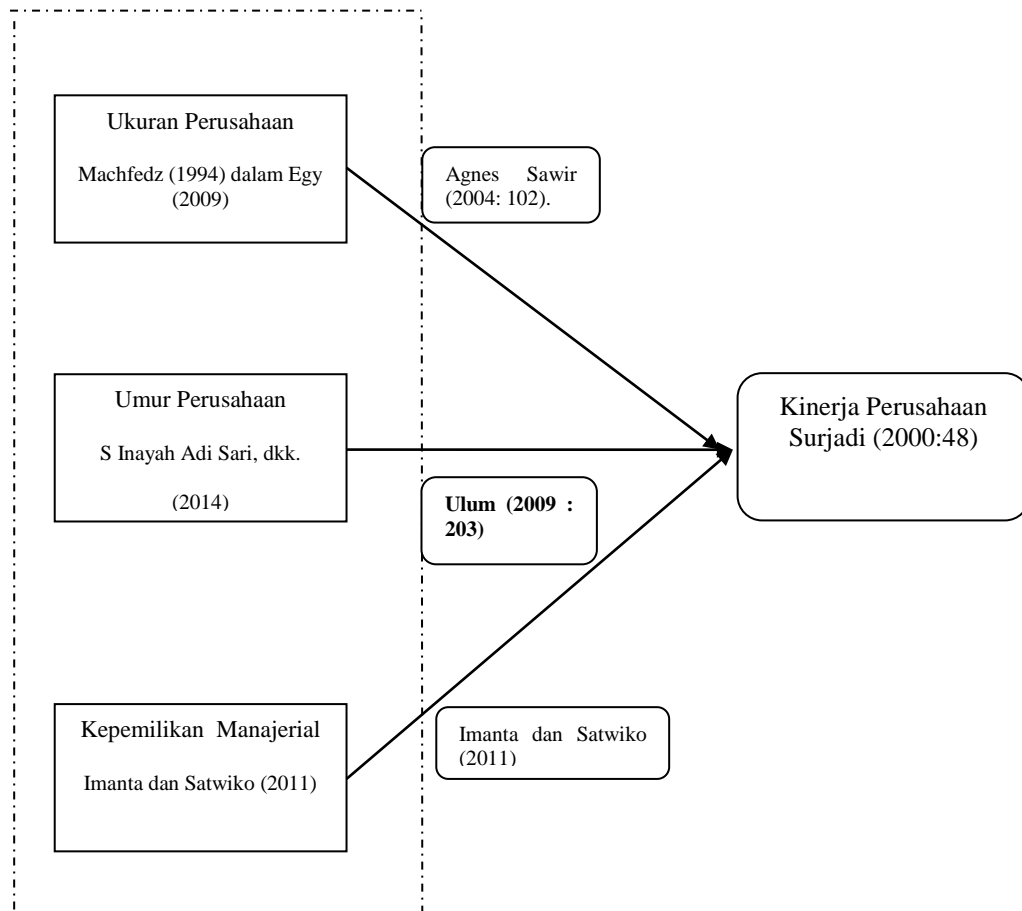 Ukuran Perusahaan
Machfedz (1994) dalam Egy
(2009)
Agnes Sawir
(2004: 102).
Umur Perusahaan
S Inayah Adi Sari, dkk.
(2014)
Kinerja Perusahaan
Surjadi (2000:48)
Ulum (2009 :
203)
Kepemilikan Manajerial
Imanta dan Satwiko (2011)
Imanta dan Satwiko
(2011)